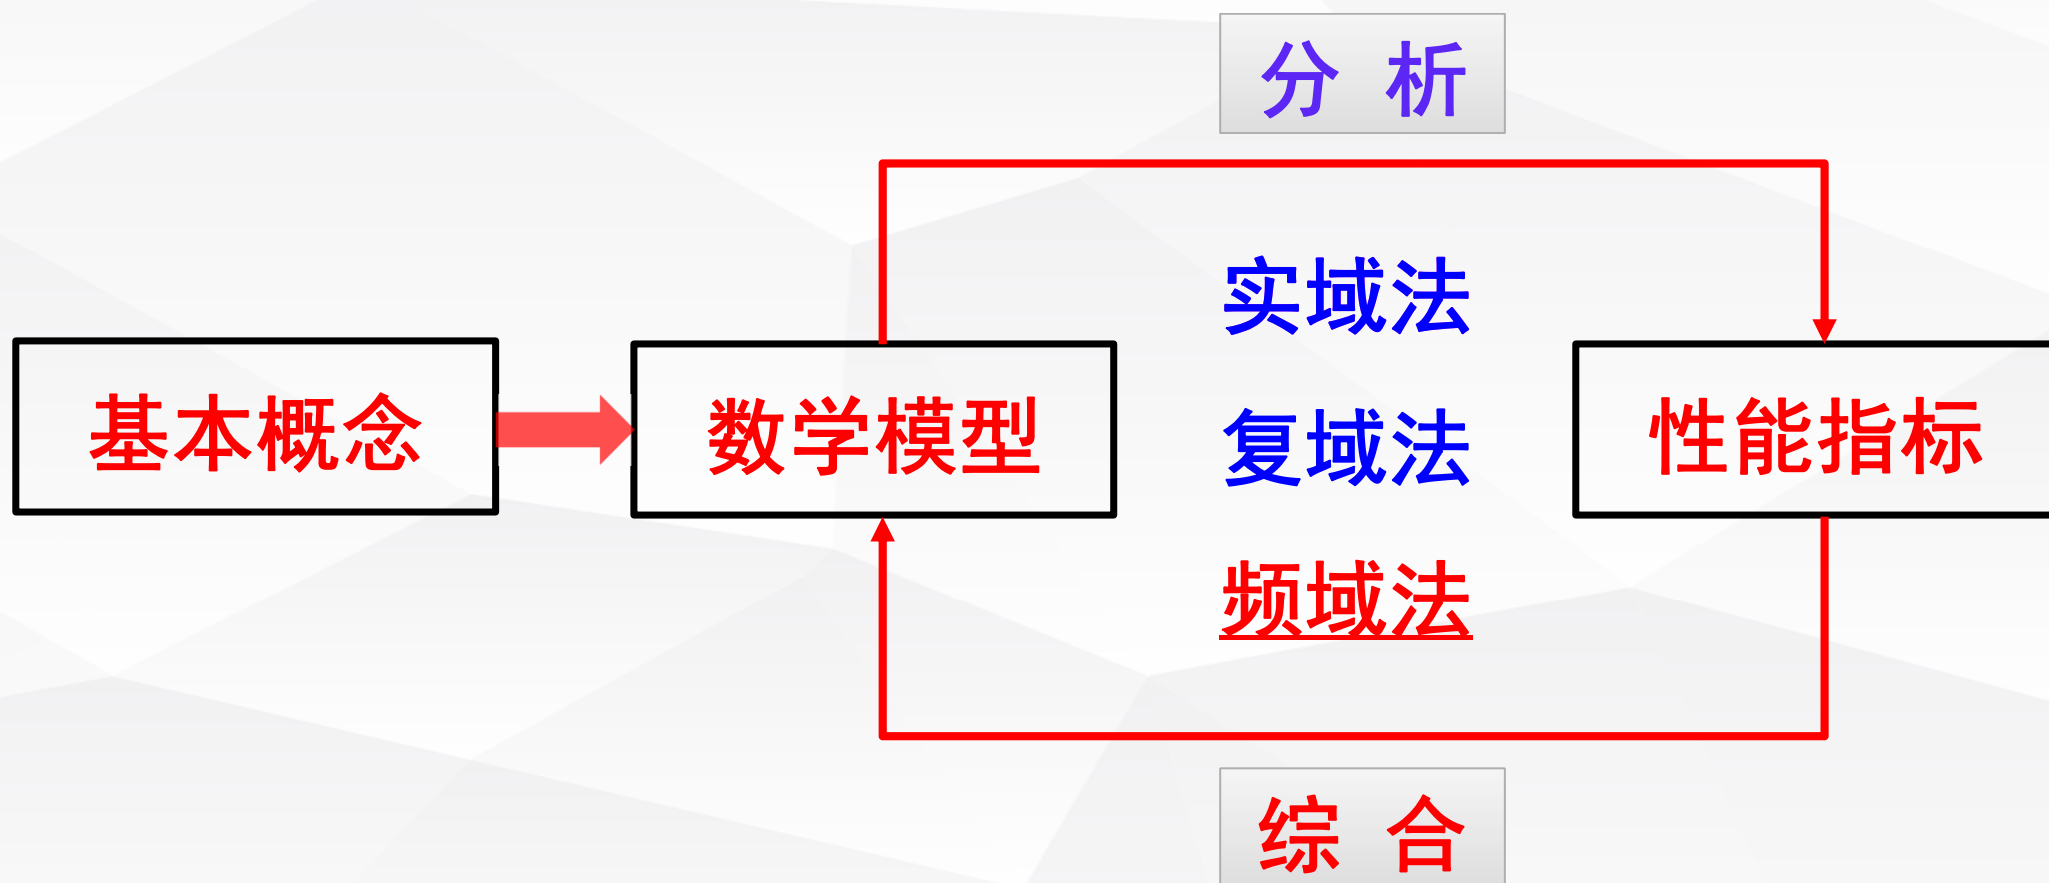 分 析
实域法
基本概念
数学模型
复域法
性能指标
频域法
综 合